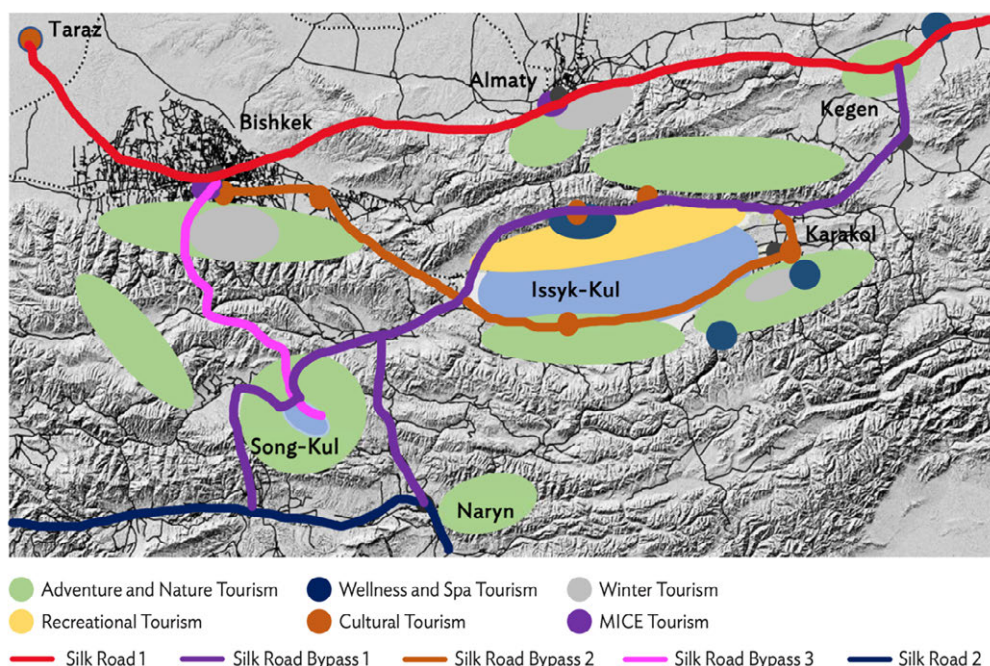 Taraz
Almaty
Bishkek
Kegen
Karakol
Issyk-Kul
Song-Kul
Naryn
Adventure and Nature Tourism
Wellness and Spa Tourism
Winter Tourism
Recreational Tourism
Cultural Tourism
MICE Tourism
Silk Road 1
Silk Road Bypass 1
Silk Road Bypass 2
Silk Road Bypass 3
Silk Road 2